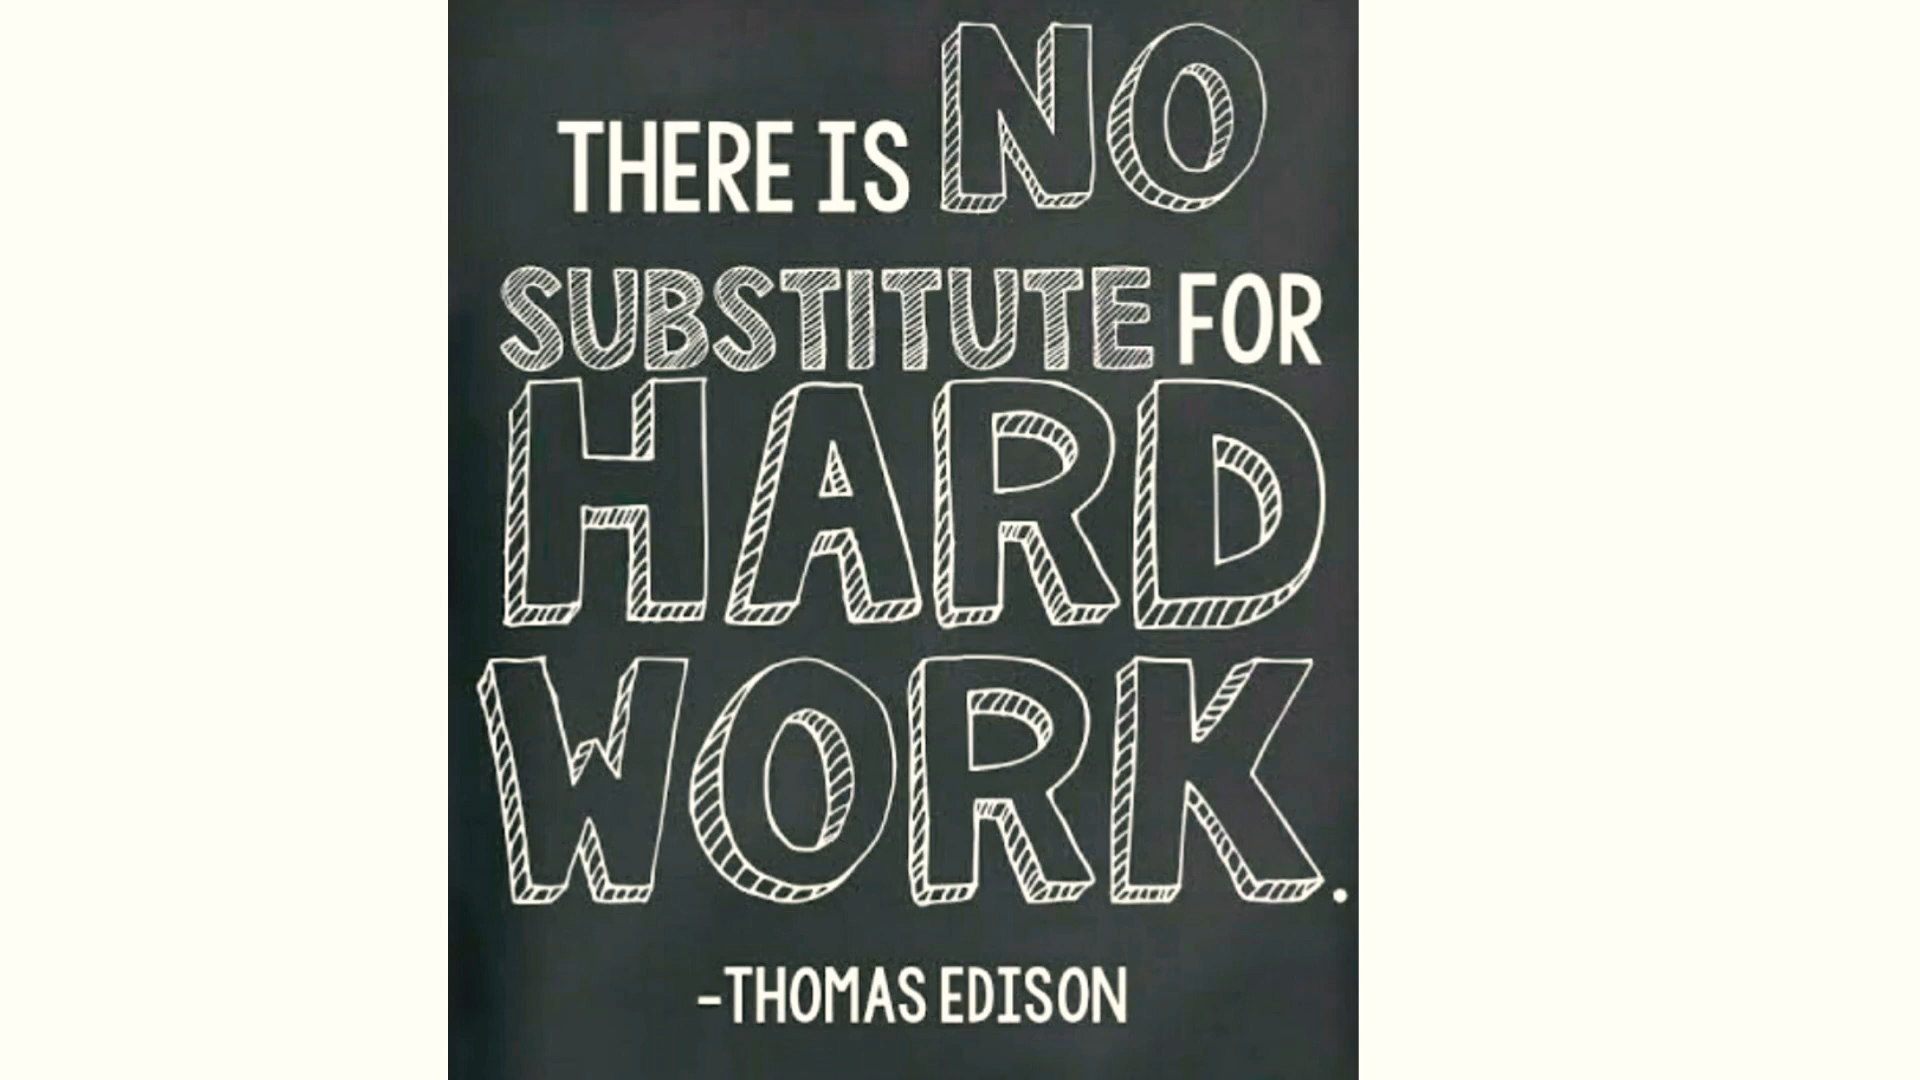 THERE IS NO
SUBSTITUTE FOR
HARD
WORK.
-THOMAS EDISON